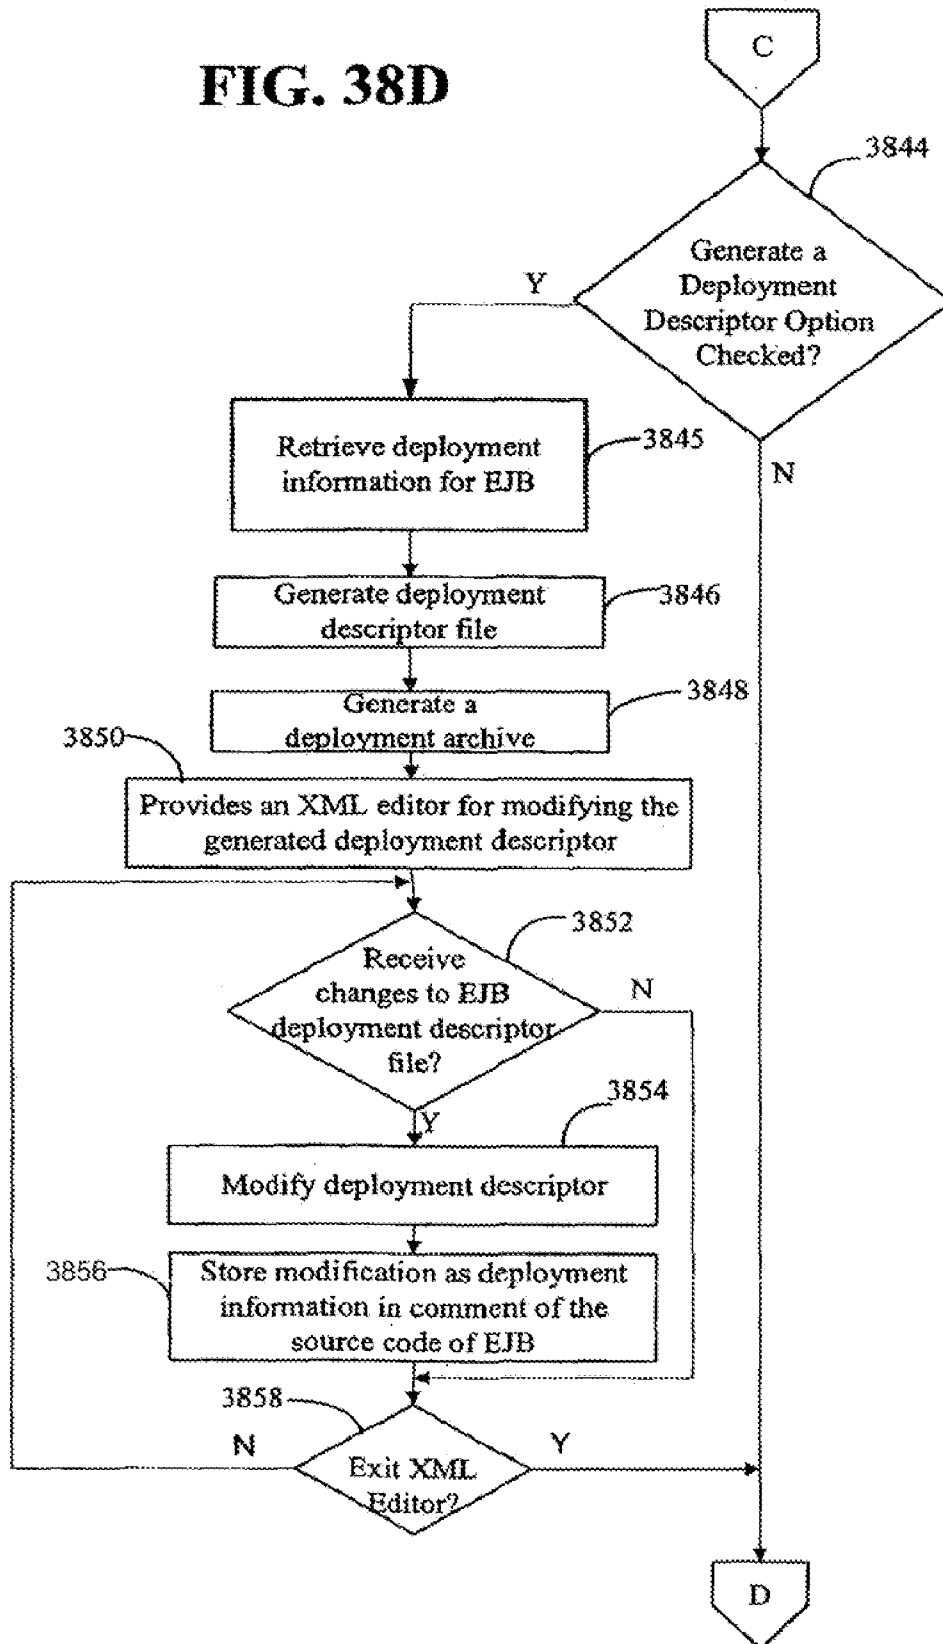 FIG. 38D
C
3844
Generate a
Deployment
Descriptor Option
Checked?
Y
N
Retrieve deployment
information for EJB
3845
Generate deployment
descriptor file
3846
Generate a
deployment archive
3848
3850
Provides an XML editor for modifying the
generated deployment descriptor
3852
Receive
changes to EJB
deployment descriptor
file?
N
Y
3854
Modify deployment descriptor
3856
Store modification as deployment
information in comment of the
source code of EJB
3858
N
Exit XML
Editor?
Y
D